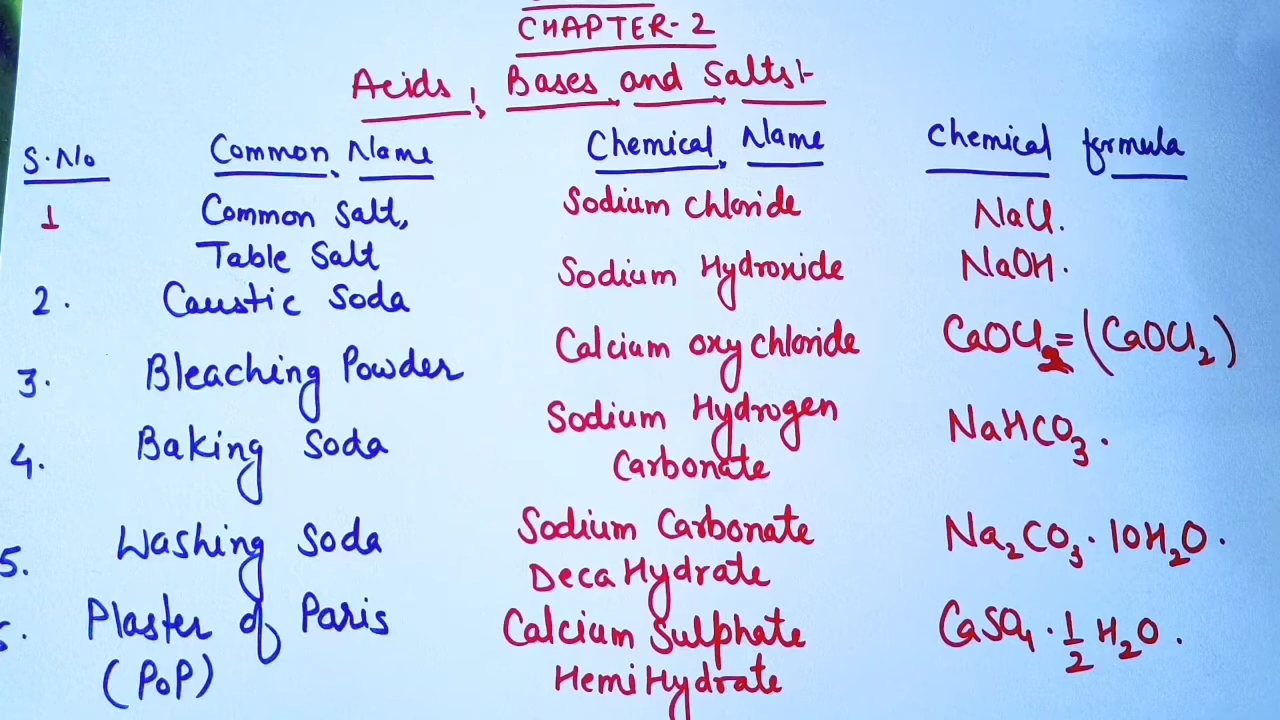 CHAPTER-2
Acids, Bases and Salts:-
S.No Common Name Chemical Name Chemical formula
1 Common Salt, Sodium Chloride NaCl.
Table Salt
2. Caustic Soda Sodium Hydroxide NaOH.
3. Bleaching Powder Calcium oxychloride CaOCl2=(CaOCl2)
4. Baking Soda Sodium Hydrogen NaHCO3.
Carbonate
5. Washing Soda Sodium Carbonate Na2CO3.10H2O.
DecaHydrate
Plaster of Paris Calcium Sulphate CaSO4.1/2 H2O.
(POP) HemiHydrate